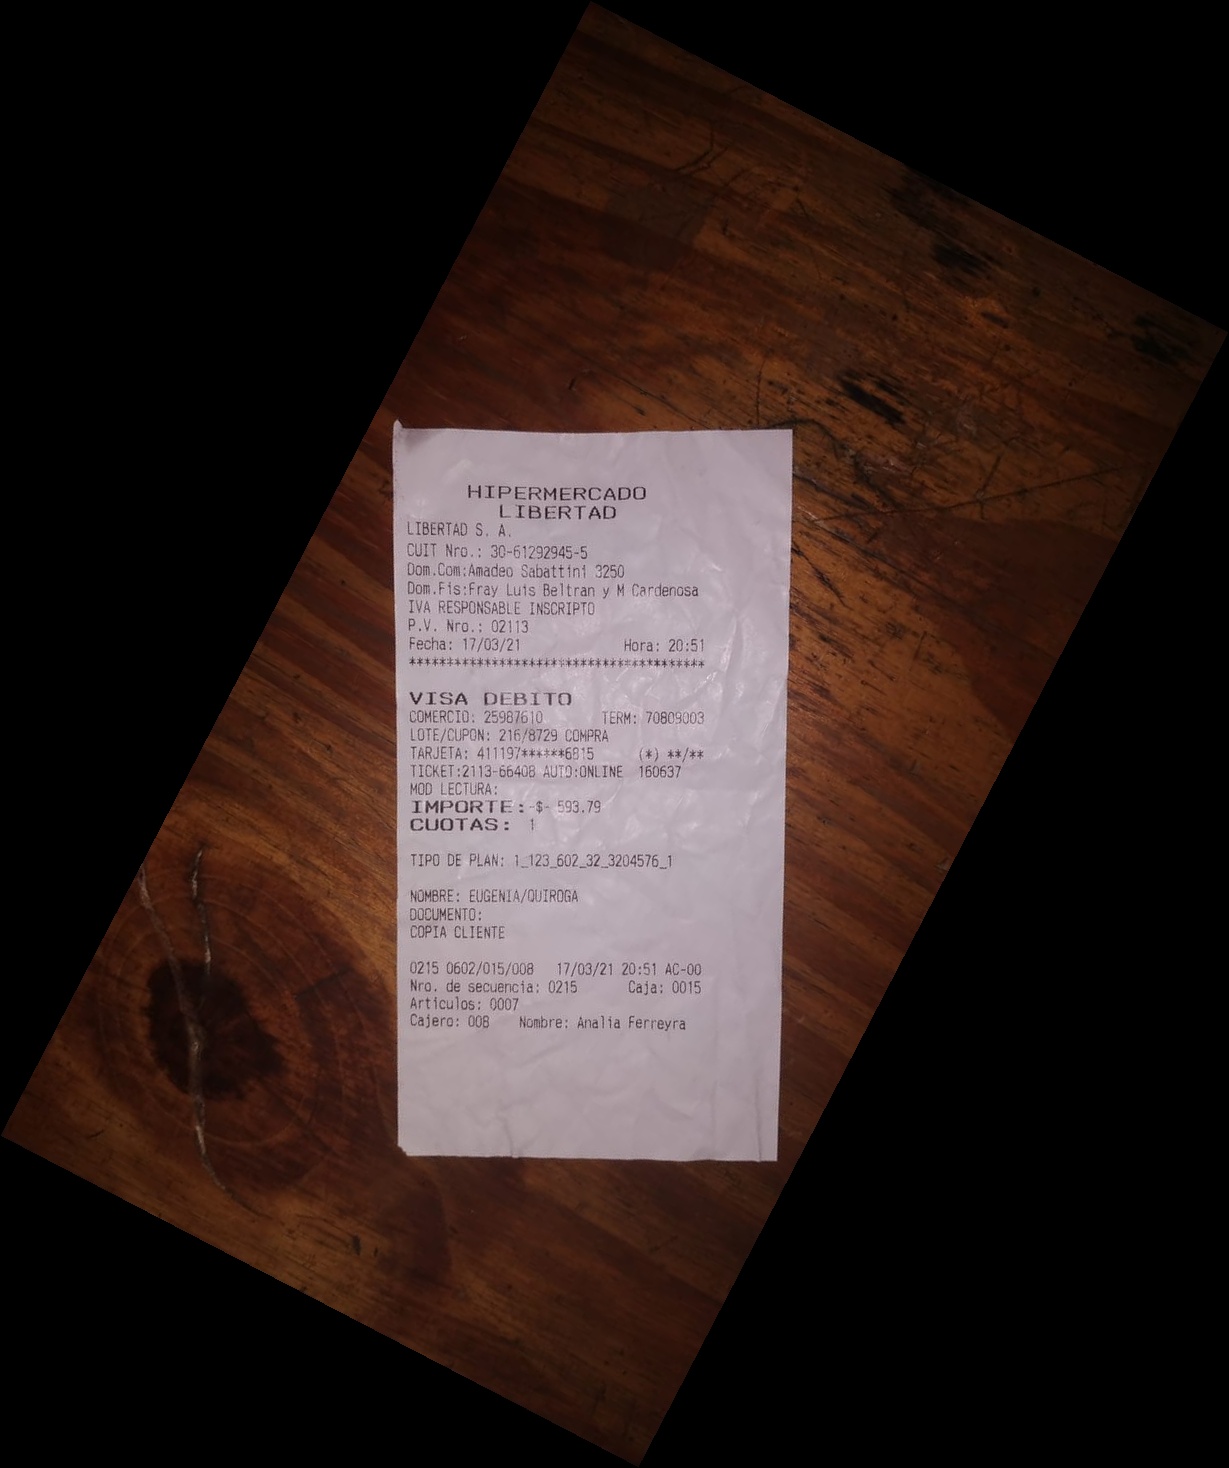 HIPERMERCADO
LIBERTAD
LIBERTAD S. A.
CUIT Nro.: 30-61292945-5
Dom.Com:Amadeo Sabattini 3250
Dom.Fis:Fray Luis Beltran y M Cardenosa
IVA RESPONSABLE INSCRIPTO
P.V. Nro.: 02113
Fecha: 17/03/21 Hora: 20:51
****************************************
VISA DEBITO
COMERCIO: 25987610 TERM: 70809003
LOTE/CUPON: 216/8729 COMPRA
TARJETA: 411197******6815 (*) **/**
TICKET:2113-66408 AUTO:ONLINE 160637
MOD LECTURA:
IMPORTE:-$- 593.79
CUOTAS: 1
TIPO DE PLAN: 1_123_602_32_3204576_1
NOMBRE: EUGENIA/QUIROGA
DOCUMENTO:
COPIA CLIENTE
0215 0602/015/008 17/03/21 20:51 AC-00
Nro. de secuencia: 0215 Caja: 0015
Articulos: 0007
Cajero: 008 Nombre: Analia Ferreyra